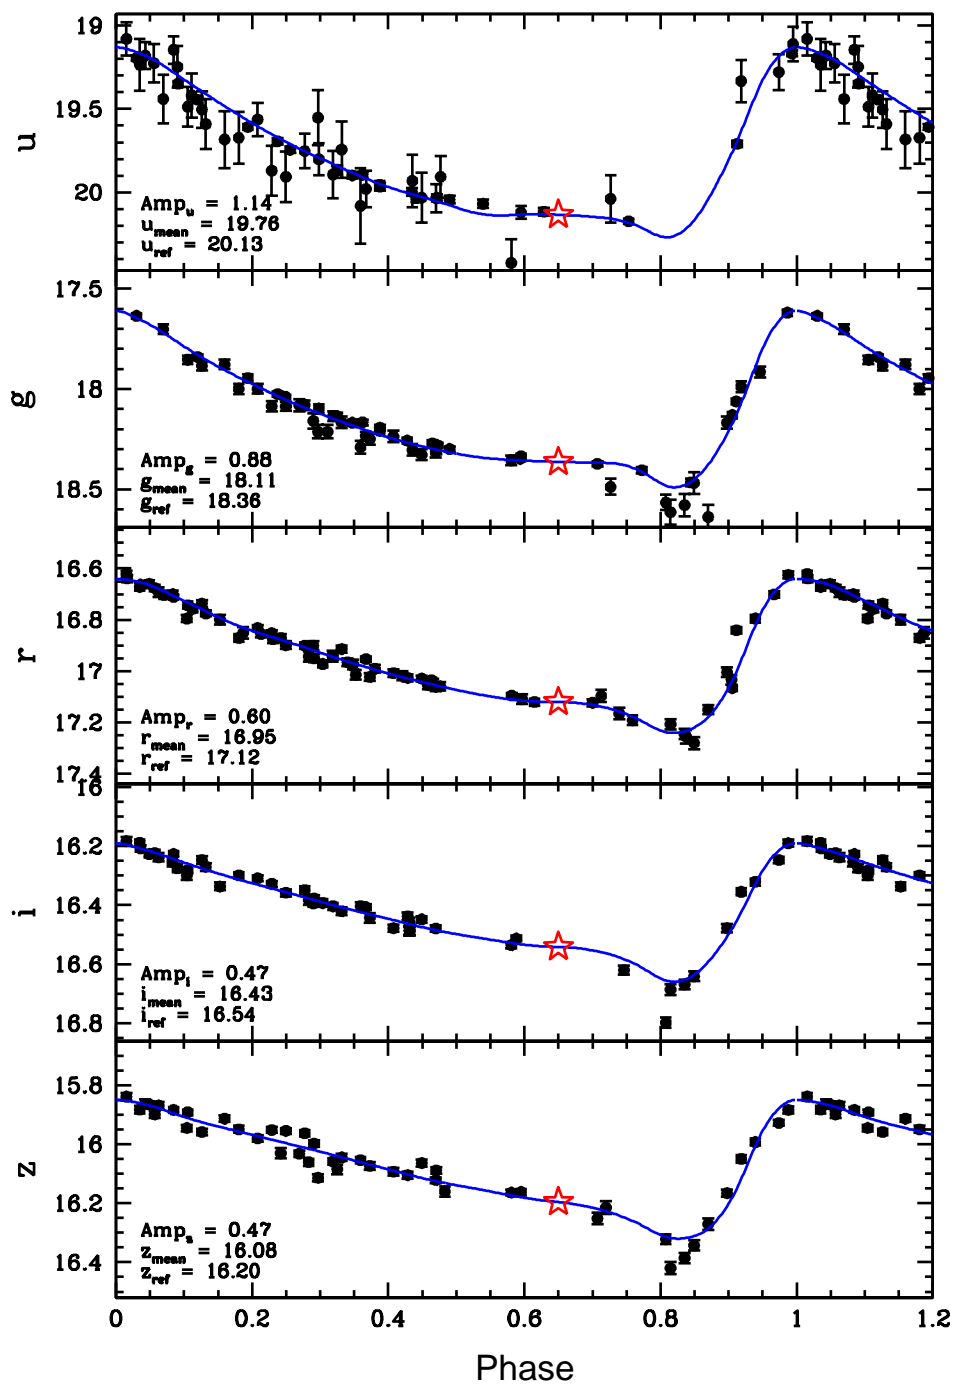 19
19.5
20
u
Amp_u = 1.14
u_mean = 19.76
u_ref = 20.13
17.5
18
18.5
g
Amp_g = 0.88
g_mean = 18.11
g_ref = 18.36
16.6
16.8
17
17.2
17.4
r
Amp_r = 0.60
r_mean = 16.95
r_ref = 17.12
16
16.2
16.4
16.6
16.8
i
Amp_i = 0.47
i_mean = 16.43
i_ref = 16.54
15.8
16
16.2
16.4
z
Amp_z = 0.47
z_mean = 16.08
z_ref = 16.20
0 0.2 0.4 0.6 0.8 1 1.2
Phase